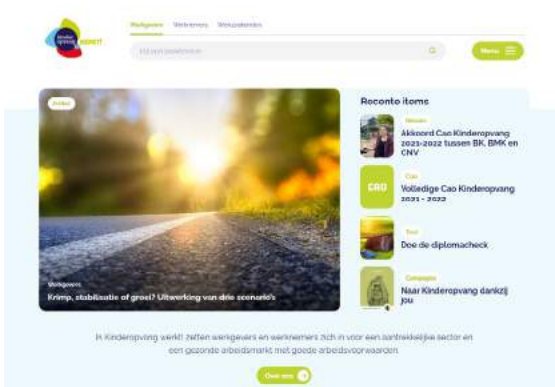 Werkgevers Werknemers Werkzoekenden
kinder
opvang werkt!
Menu
Artikel
Werkgevers
Krimp, stabilisatie of groei? Uitwerking van drie scenario's
Recente items
Nieuws
Akkoord Cao Kinderopvang
2021-2022 tussen BK, BMK en
CNV
CAO
Cao
Volledige Cao Kinderopvang
2021 - 2022
Tool
Doe de diplomacheck
Campagne
Naar Kinderopvang dankzij
jou
In Kinderopvang werkt! zetten werkgevers en werknemers zich in voor een aantrekkelijke sector en
een gezonde arbeidsmarkt met goede arbeidsvoorwaarden.
Over ons